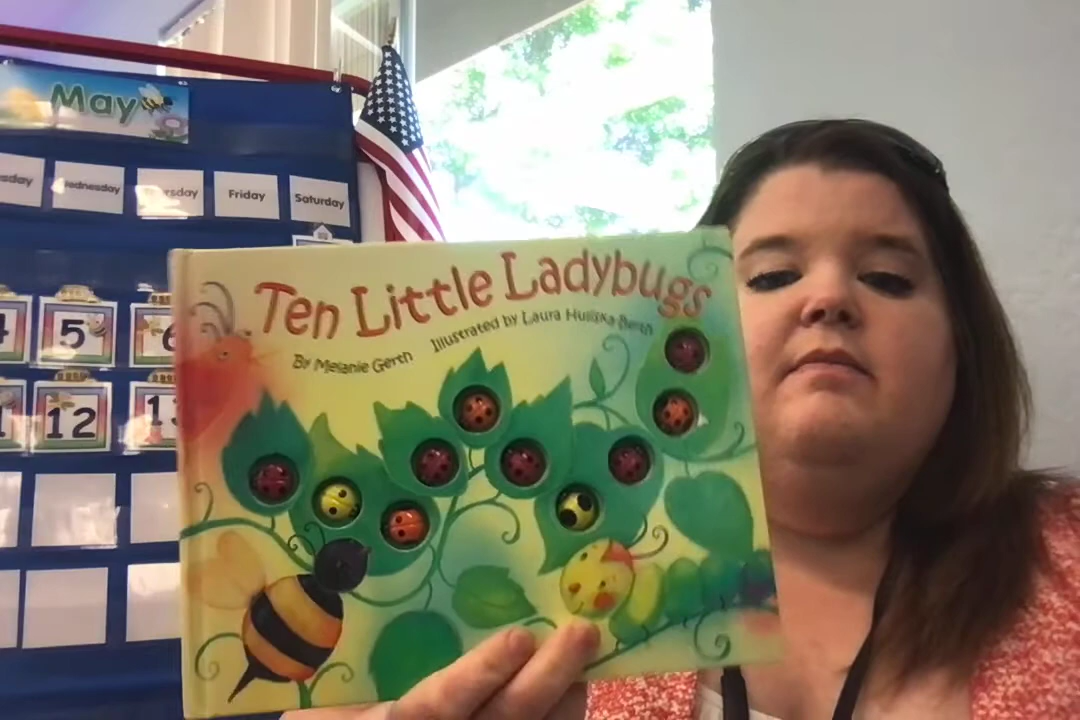 May
Friday
Saturday
5
12
Ten Little Ladybugs
By Melanie Gerth Illustrated by Laura Huliska-Beith